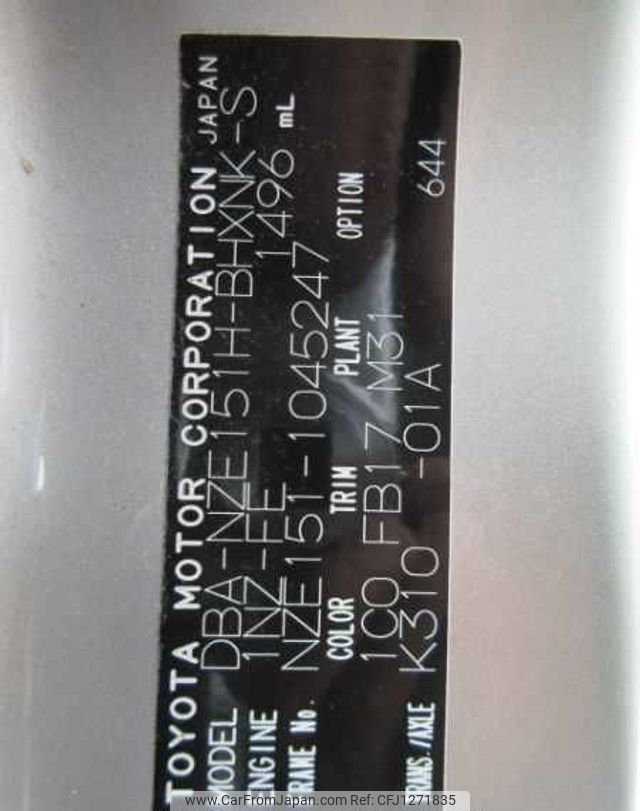 TOYOTA MOTOR CORPORATION JAPAN
MODEL DBA-NZE151H-BHXNK-S
ENGINE 1NZ-FE 1496 mL
FRAME No. NZE151-1045247
COLOR TRIM PLANT OPTION
1C0 FB17 M31
TRANS./AXLE K310 -01A 644
www.CarFromJapan.com Ref No CFJ1271835